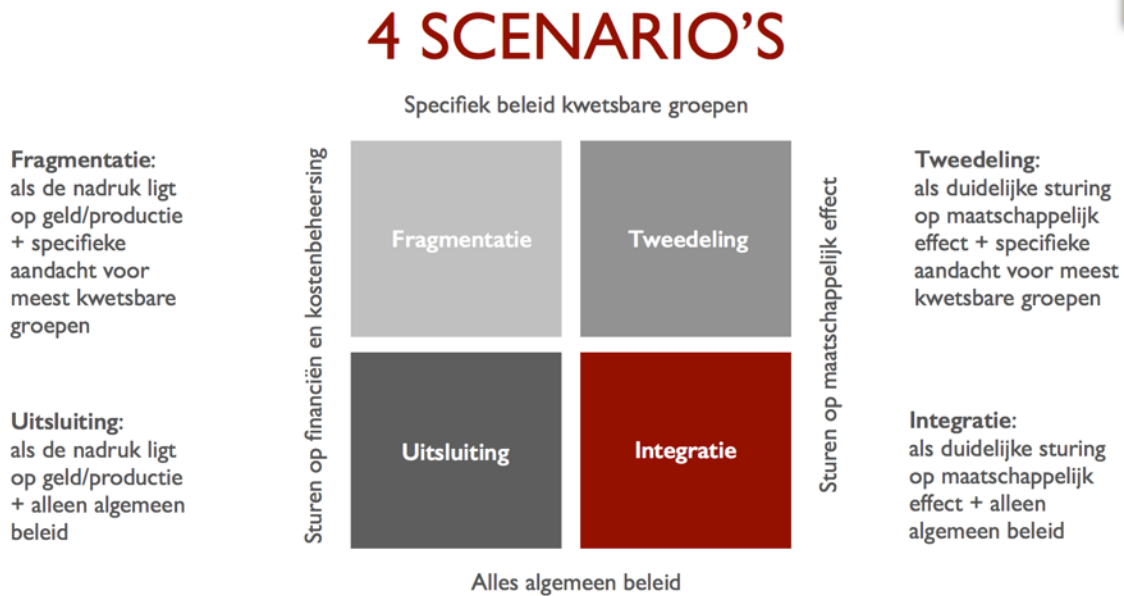 4 SCENARIO'S
Specifiek beleid kwetsbare groepen
Fragmentatie:
als de nadruk ligt
op geld/productie
+ specifieke
aandacht voor
meest kwetsbare
groepen
Uitsluiting:
als de nadruk ligt
op geld/productie
+ alleen algemeen
beleid
Sturen op financiën en kostenbeheersing
Fragmentatie
Tweedeling
Uitsluiting
Integratie
Sturen op maatschappelijk effect
Tweedeling:
als duidelijke sturing
op maatschappelijk
effect + specifieke
aandacht voor meest
kwetsbare groepen
Integratie:
als duidelijke sturing
op maatschappelijk
effect + alleen
algemeen beleid
Alles algemeen beleid